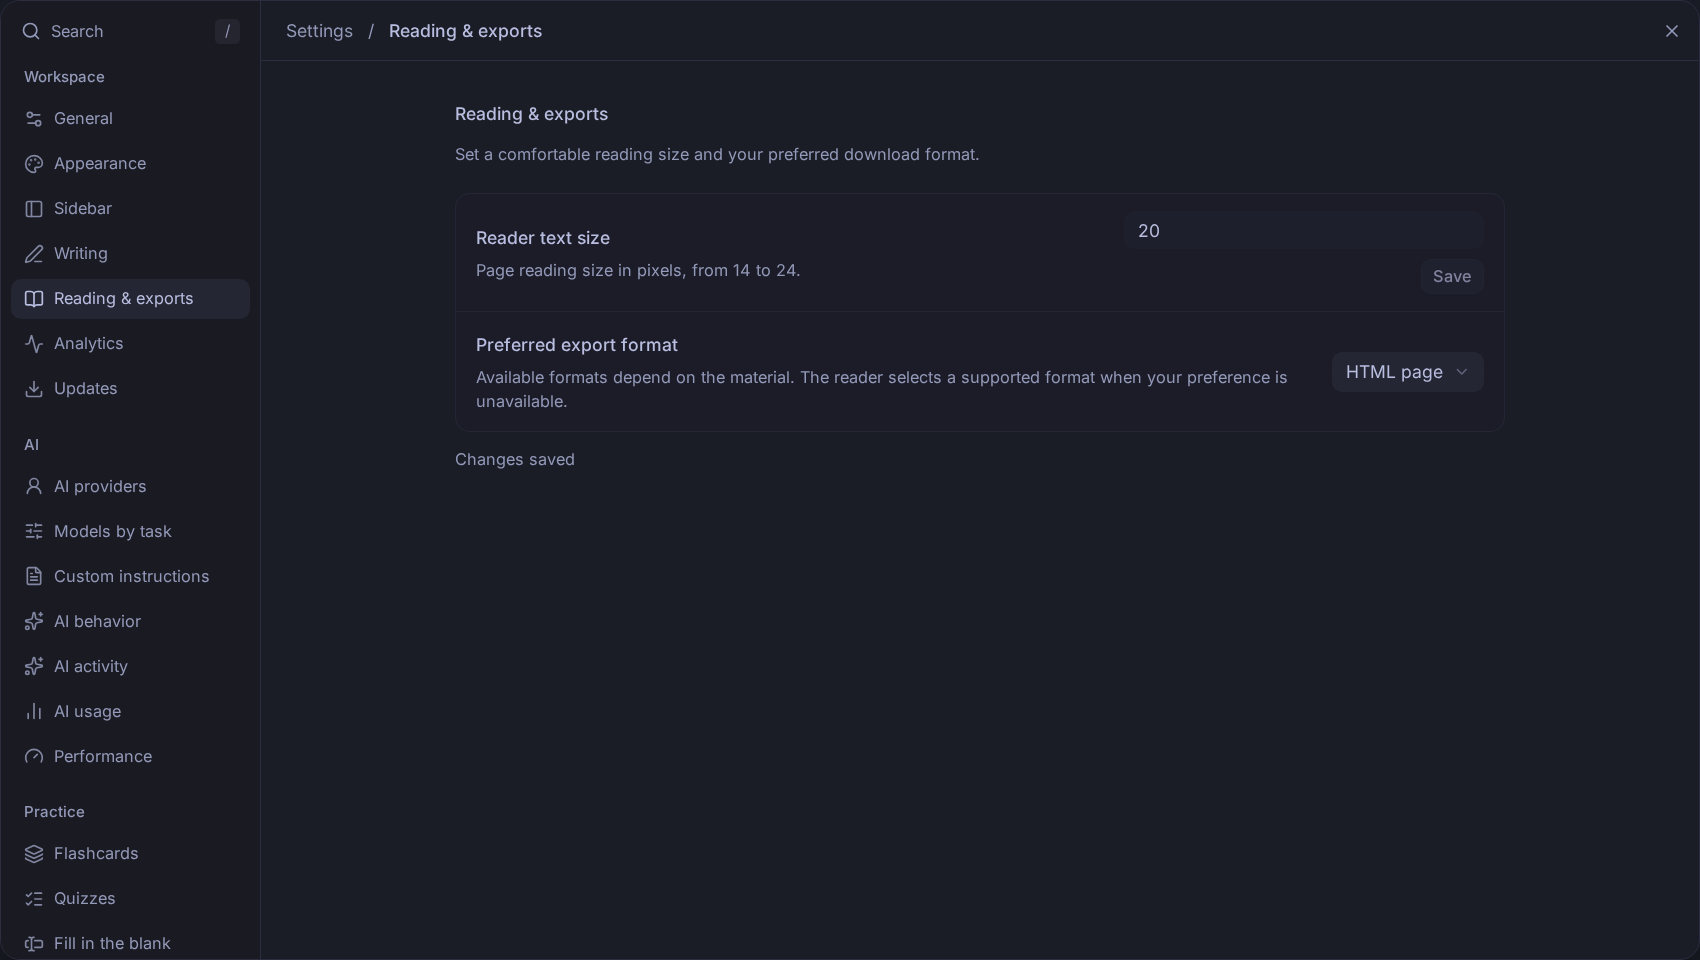 Search /
Workspace
General
Appearance
Sidebar
Writing
Reading & exports
Analytics
Updates
AI
AI providers
Models by task
Custom instructions
AI behavior
AI activity
AI usage
Performance
Practice
Flashcards
Quizzes
Fill in the blank
Settings / Reading & exports
Reading & exports
Set a comfortable reading size and your preferred download format.
Reader text size
Page reading size in pixels, from 14 to 24.
20
Save
Preferred export format
Available formats depend on the material. The reader selects a supported format when your preference is
unavailable.
HTML page
Changes saved